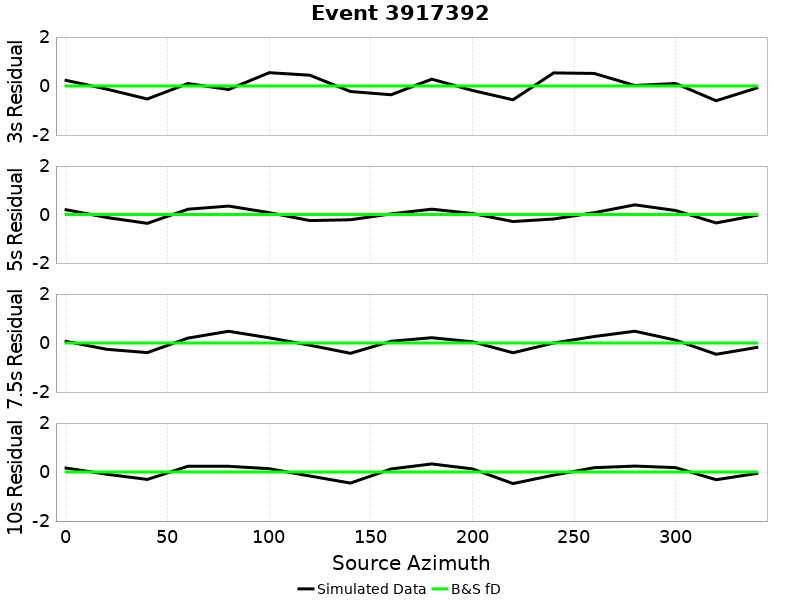 Event 3917392
3s Residual
2
0
-2
5s Residual
2
0
-2
7.5s Residual
2
0
-2
10s Residual
2
0
-2
0 50 100 150 200 250 300
Source Azimuth
Simulated Data B&S fD